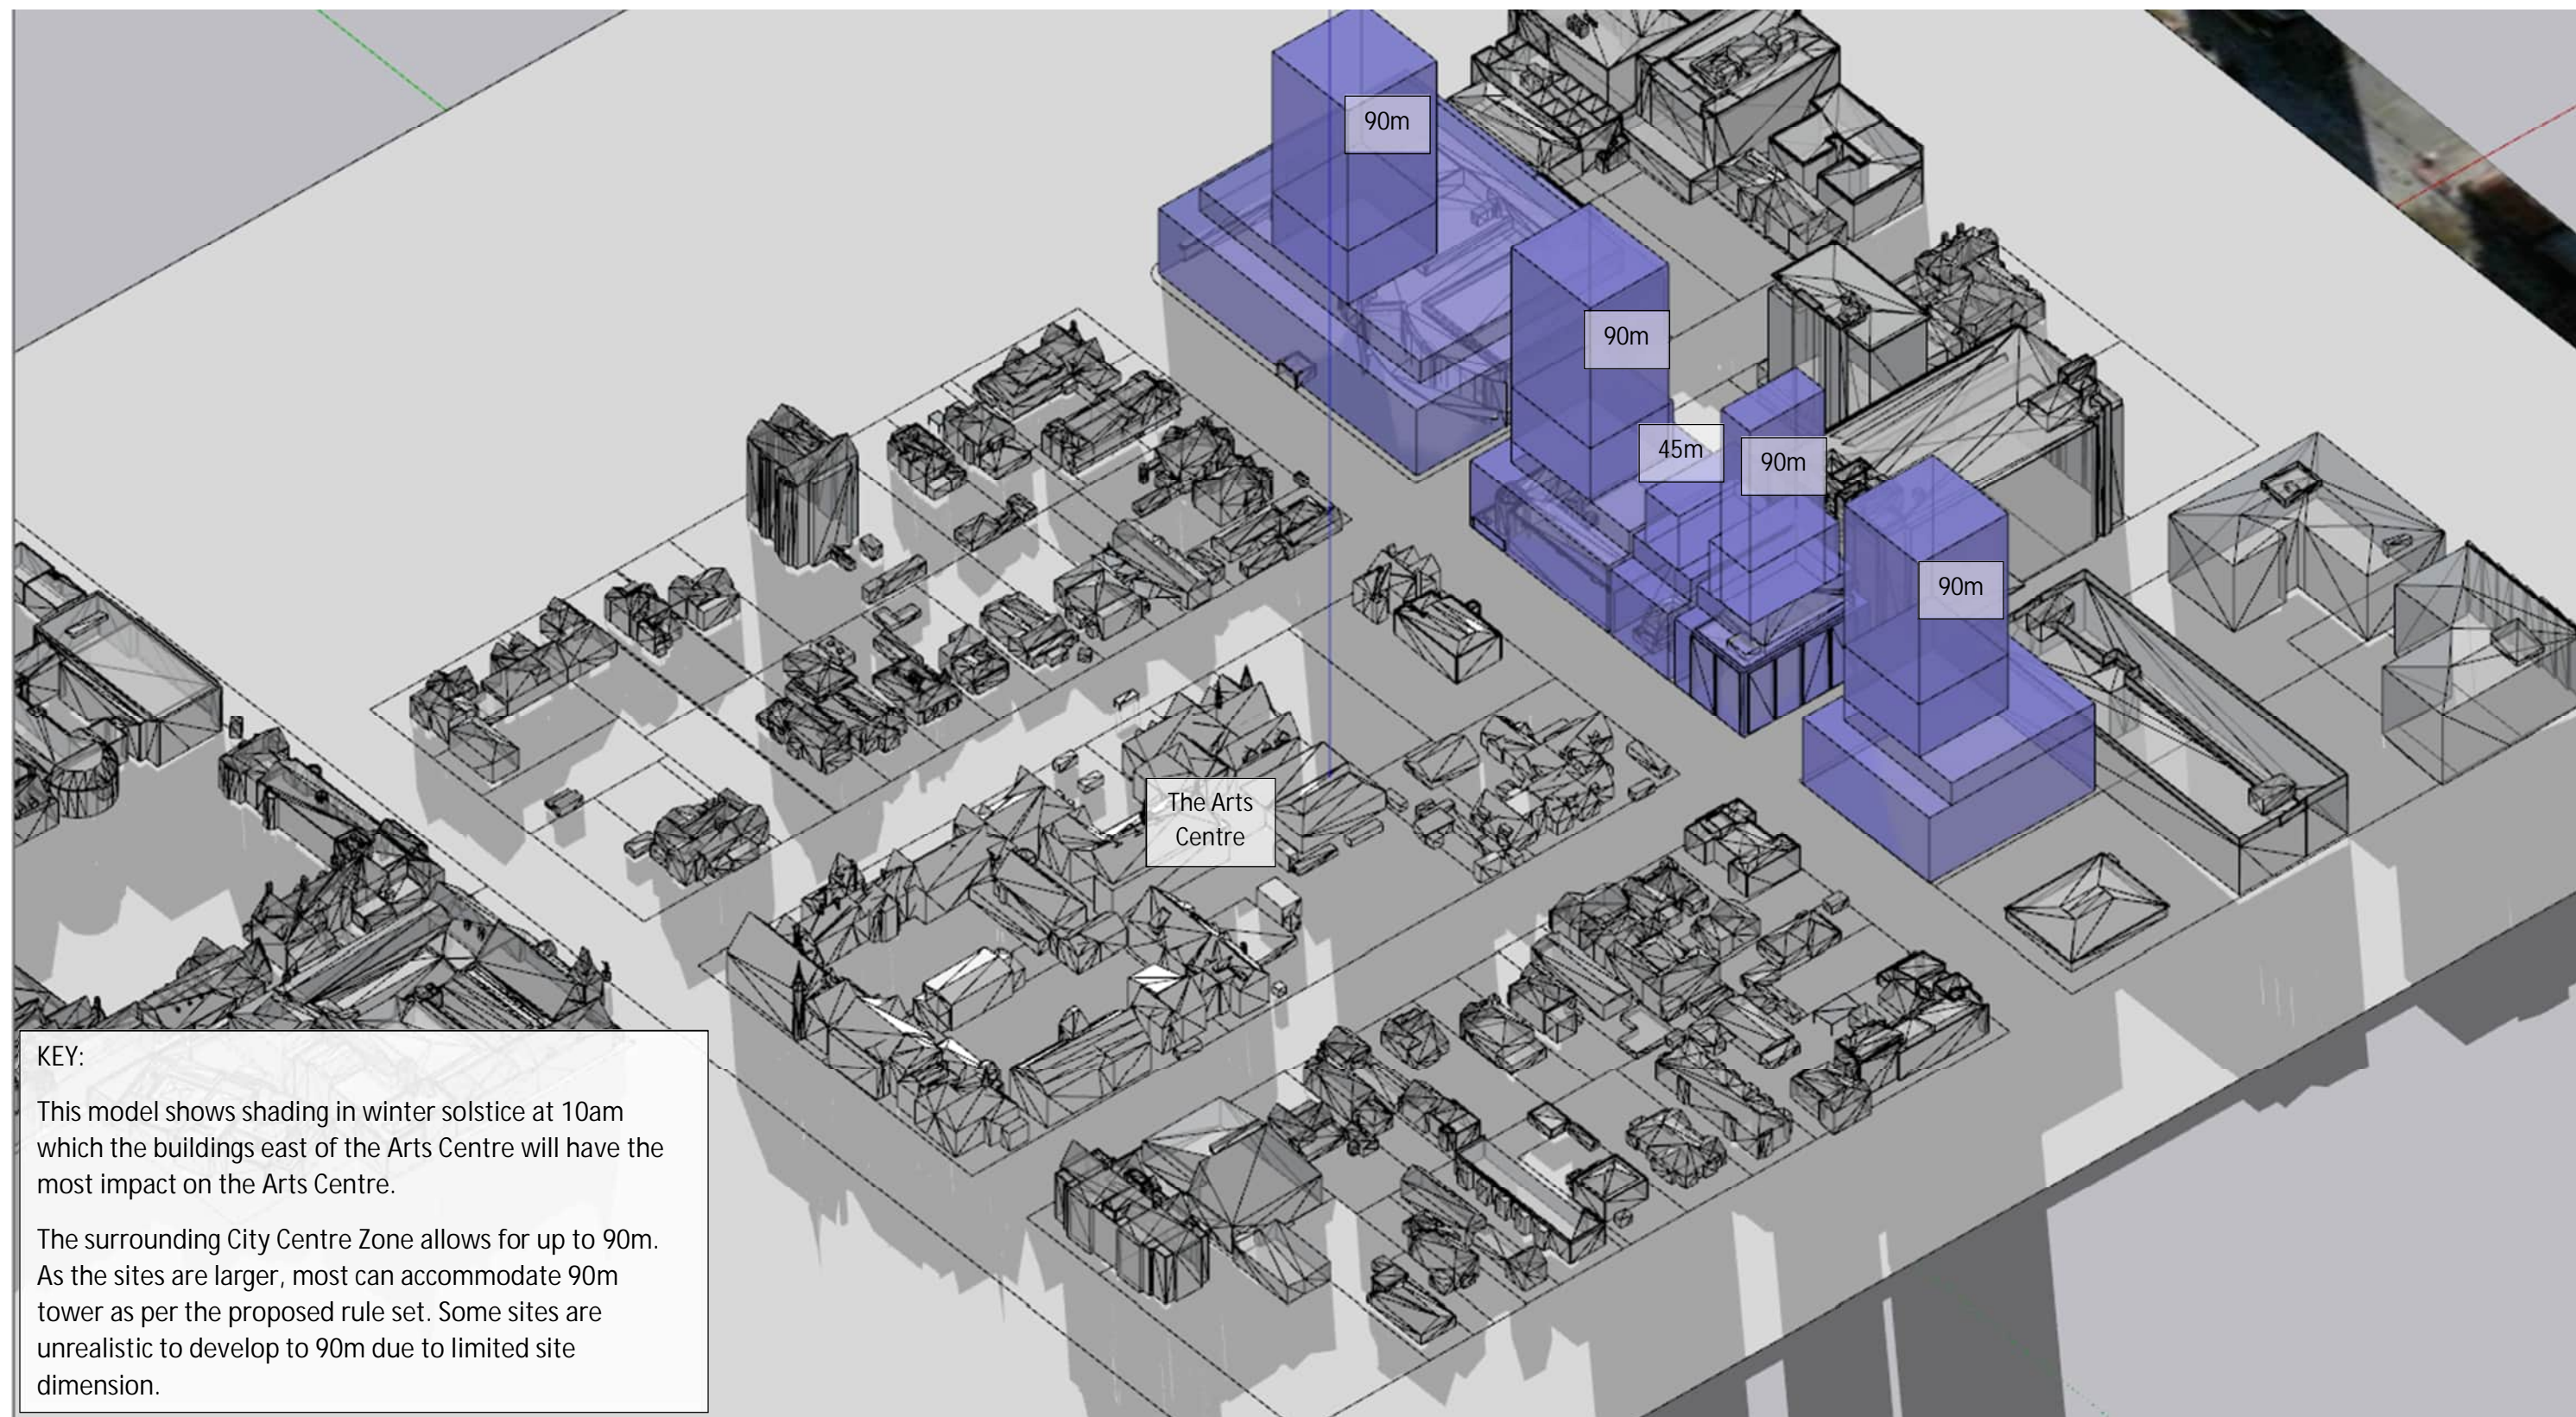 90m
90m
45m
90m
90m
The Arts
Centre
KEY:
This model shows shading in winter solstice at 10am
which the buildings east of the Arts Centre will have the
most impact on the Arts Centre.
The surrounding City Centre Zone allows for up to 90m.
As the sites are larger, most can accommodate 90m
tower as per the proposed rule set. Some sites are
unrealistic to develop to 90m due to limited site
dimension.